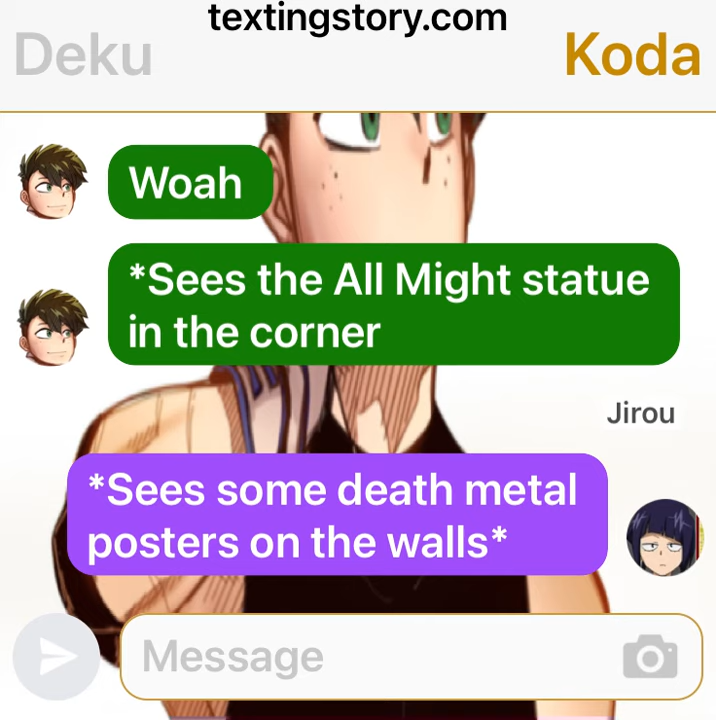 textingstory.com
Deku
Koda
Woah
*Sees the All Might statue
in the corner
Jirou
*Sees some death metal
posters on the walls*
Message